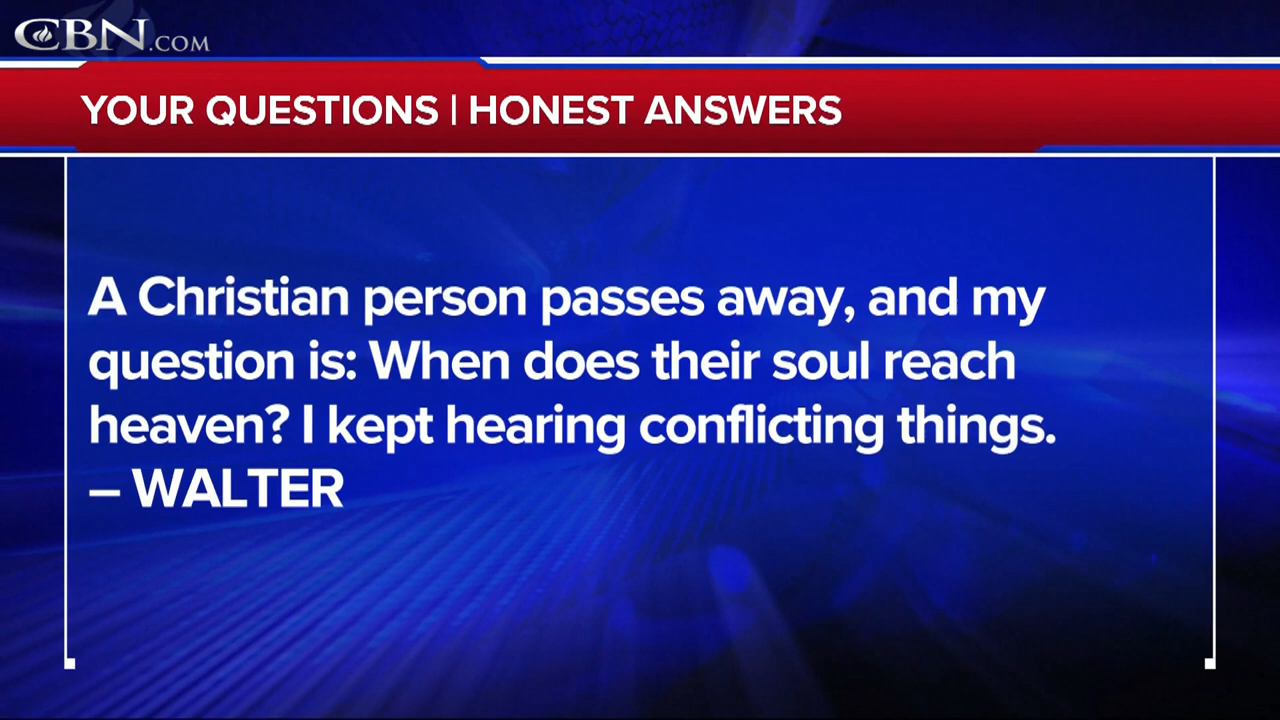 CBN.COM
YOUR QUESTIONS | HONEST ANSWERS
A Christian person passes away, and my
question is: When does their soul reach
heaven? I kept hearing conflicting things.
– WALTER